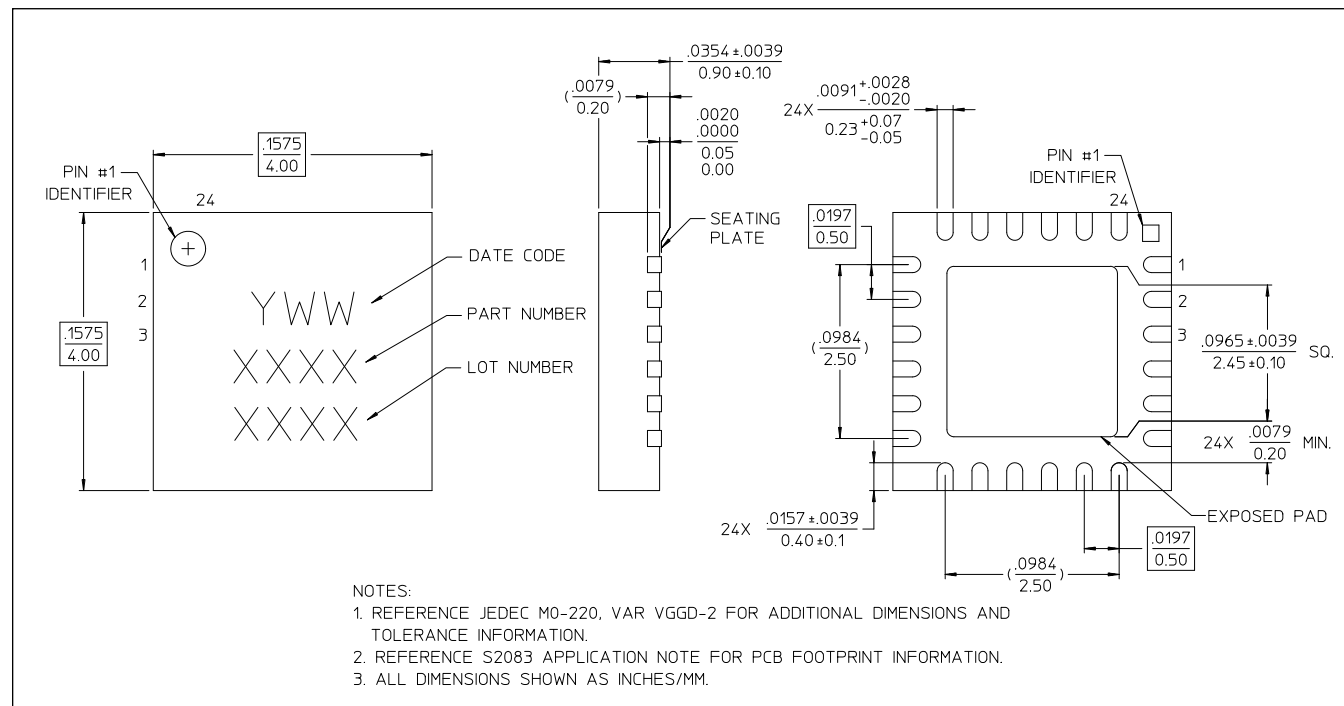 .1575
4.00
PIN #1
IDENTIFIER
24
1
2
3
.1575
4.00
YWW
XXXX
XXXX
DATE CODE
PART NUMBER
LOT NUMBER
.0354±.0039
0.90±0.10
(.0079
0.20)
.0020
.0000
0.05
0.00
SEATING
PLATE
24X .0091 +.0028
-.0020
0.23 +0.07
-0.05
PIN #1
IDENTIFIER
24
.0197
0.50
1
2
3
(.0984
2.50)
.0965±.0039
2.45±0.10 SQ.
24X .0079
0.20 MIN.
EXPOSED PAD
24X .0157±.0039
0.40±0.1
.0197
0.50
(.0984
2.50)
NOTES:
1. REFERENCE JEDEC MO-220, VAR VGGD-2 FOR ADDITIONAL DIMENSIONS AND
TOLERANCE INFORMATION.
2. REFERENCE S2083 APPLICATION NOTE FOR PCB FOOTPRINT INFORMATION.
3. ALL DIMENSIONS SHOWN AS INCHES/MM.